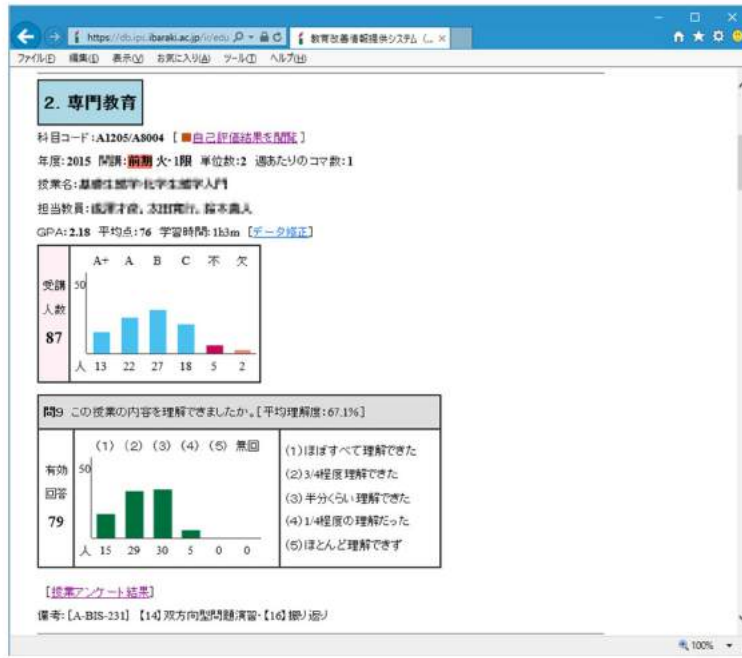 https://db.ipc.ibaraki.ac.jp/ir/edu
教育改善情報提供システム (...
ファイル(F) 編集(E) 表示(V) お気に入り(A) ツール(T) ヘルプ(H)
2. 専門教育
科目コード:A1205/A8004 [ ■自己評価結果を閲覧 ]
年度:2015 開講:前期 火・1限 単位数:2 週あたりのコマ数:1
授業名:
担当教員:
GPA:2.18 平均点:76 学習時間:1h3m [データ修正]
A+ A B C 不 欠
受講 50
人数
87
人 13 22 27 18 5 2
問9 この授業の内容を理解できましたか。[平均理解度:67.1%]
(1) (2) (3) (4) (5) 無回
有効 50
回答
79
人 15 29 30 5 0 0
(1)ほぼすべて理解できた
(2)3/4程度理解できた
(3)半分くらい理解できた
(4)1/4程度の理解だった
(5)ほとんど理解できず
[授業アンケート結果]
備考:[A-BIS-231] 【14】双方向型問題演習・【16】振り返り
100%